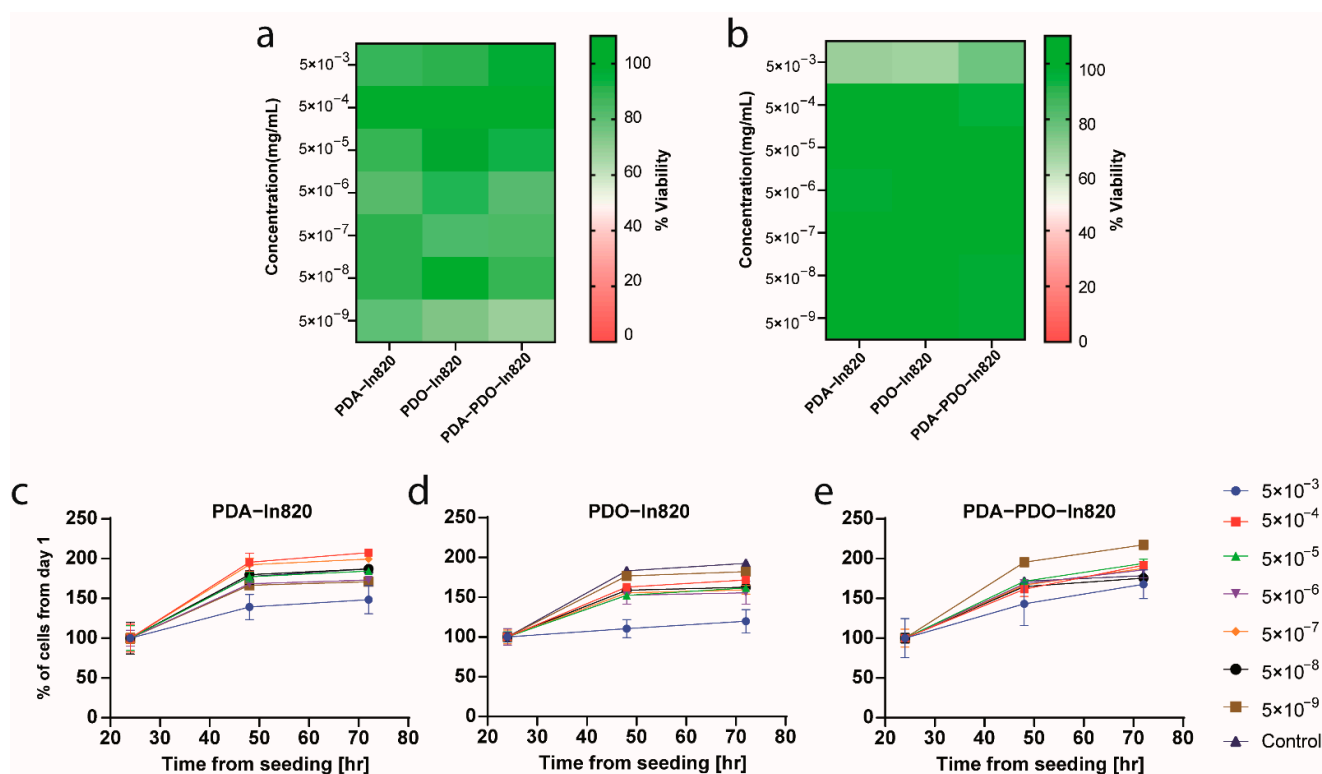 a
Concentration(mg/mL)
5×10⁻³
5×10⁻⁴
5×10⁻⁵
5×10⁻⁶
5×10⁻⁷
5×10⁻⁸
5×10⁻⁹
PDA−In820
PDO−In820
PDA−PDO−In820
100
80
60
40
20
0
% Viability
b
Concentration(mg/mL)
5×10⁻³
5×10⁻⁴
5×10⁻⁵
5×10⁻⁶
5×10⁻⁷
5×10⁻⁸
5×10⁻⁹
PDA−In820
PDO−In820
PDA−PDO−In820
100
80
60
40
20
0
% Viability
c
PDA−In820
% of cells from day 1
250
200
150
100
50
0
20 30 40 50 60 70 80
Time from seeding [hr]
d
PDO−In820
250
200
150
100
50
0
20 30 40 50 60 70 80
Time from seeding [hr]
e
PDA−PDO−In820
250
200
150
100
50
0
20 30 40 50 60 70 80
Time from seeding [hr]
5×10⁻³
5×10⁻⁴
5×10⁻⁵
5×10⁻⁶
5×10⁻⁷
5×10⁻⁸
5×10⁻⁹
Control